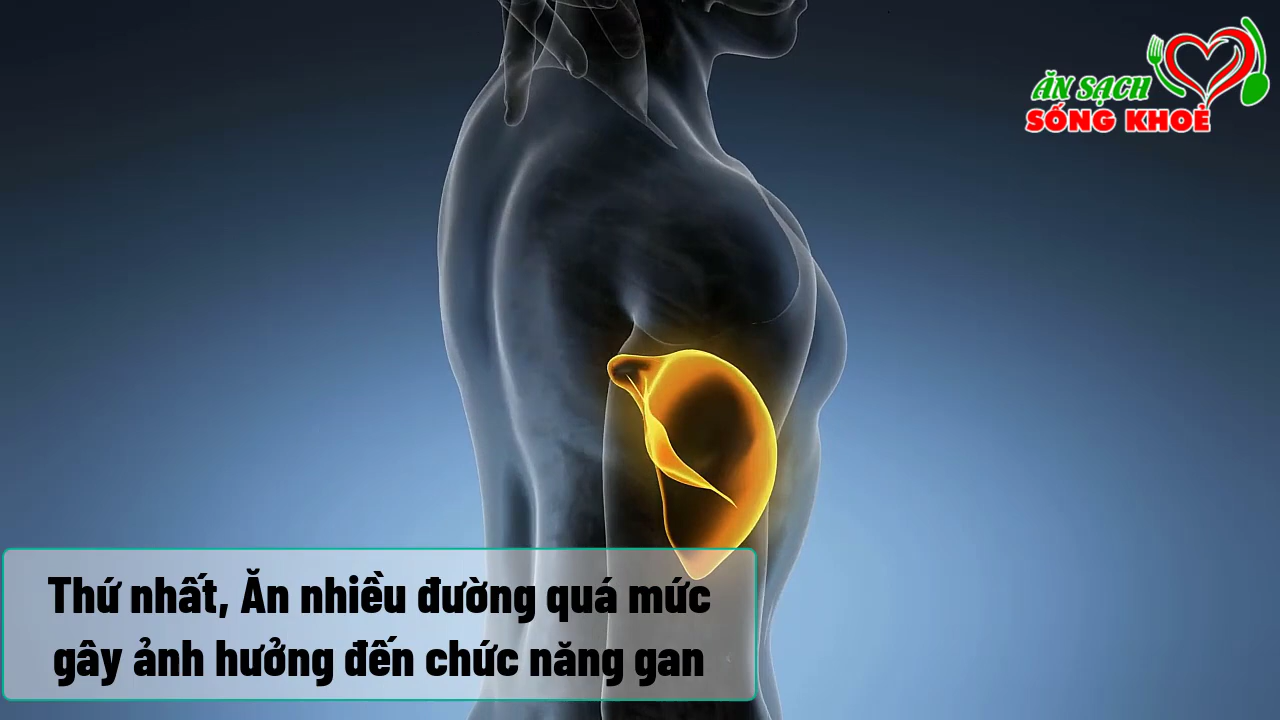 ĂN SẠCH
SỐNG KHOẺ
Thứ nhất, Ăn nhiều đường quá mức
gây ảnh hưởng đến chức năng gan